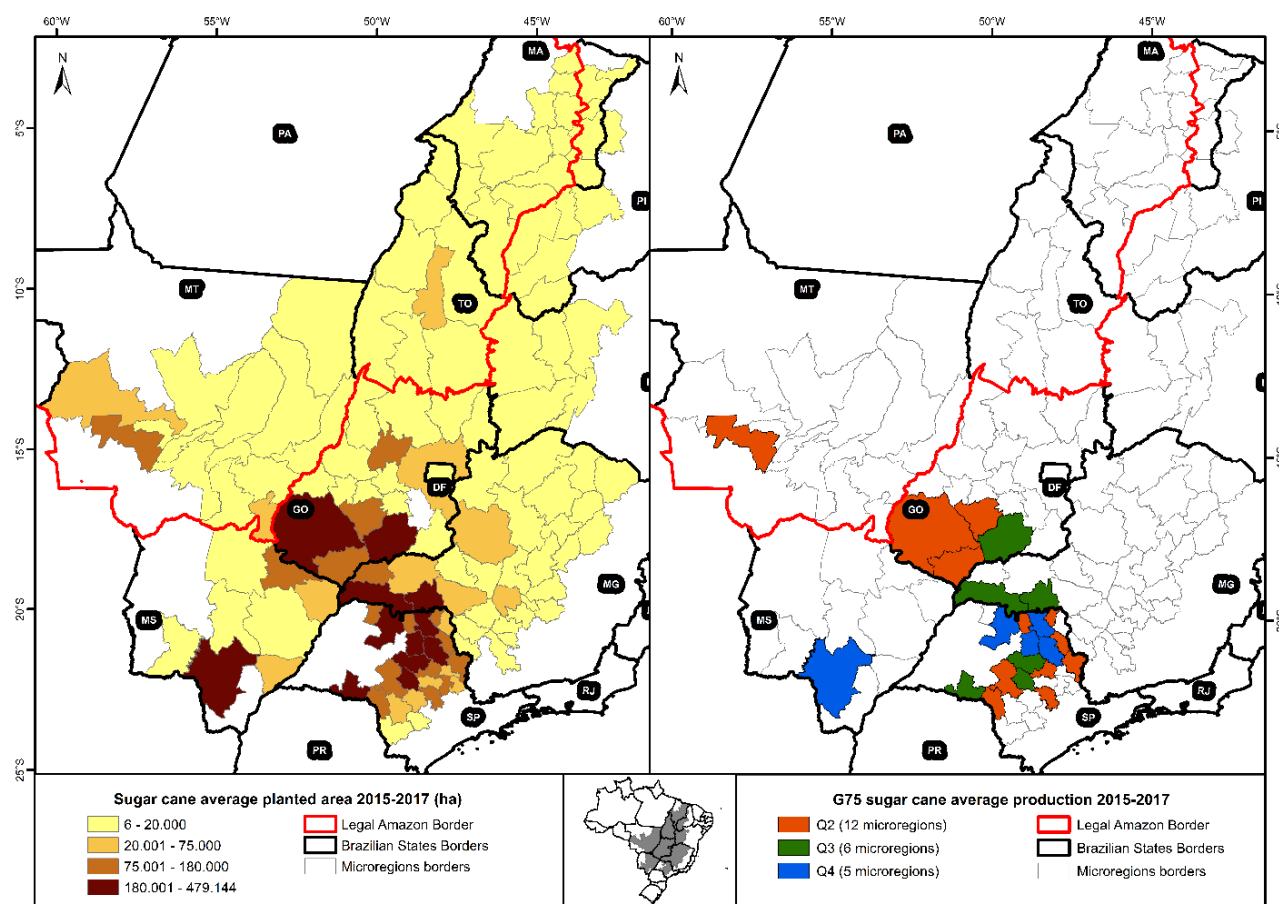 60°W 55°W 50°W 45°W 60°W 55°W 50°W 45°W
N
MA
PA
5°S
PI
10°S
MT
TO
15°S
DF
GO
20°S
MS
MG
RJ
SP
PR
25°S
N
MA
PA
PI
MT
TO
DF
GO
MS
MG
RJ
SP
PR
Sugar cane average planted area 2015-2017 (ha)
6 - 20.000
20.001 - 75.000
75.001 - 180.000
180.001 - 479.144
Legal Amazon Border
Brazilian States Borders
Microregions borders
G75 sugar cane average production 2015-2017
Q2 (12 microregions)
Q3 (6 microregions)
Q4 (5 microregions)
Legal Amazon Border
Brazilian States Borders
Microregions borders